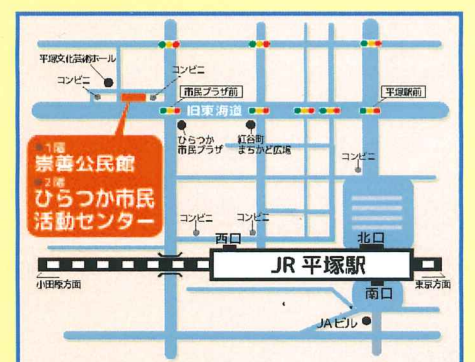 平塚文化芸術ホール
コンビニ
コンビニ
市民プラザ前
平塚駅前
旧東海道
ひらつか
市民プラザ
紅谷町
まちかど広場
1階
崇善公民館
2階
ひらつか市民
活動センター
コンビニ
コンビニ
コンビニ
西口
北口
JR 平塚駅
小田原方面
東京方面
南口
JAビル